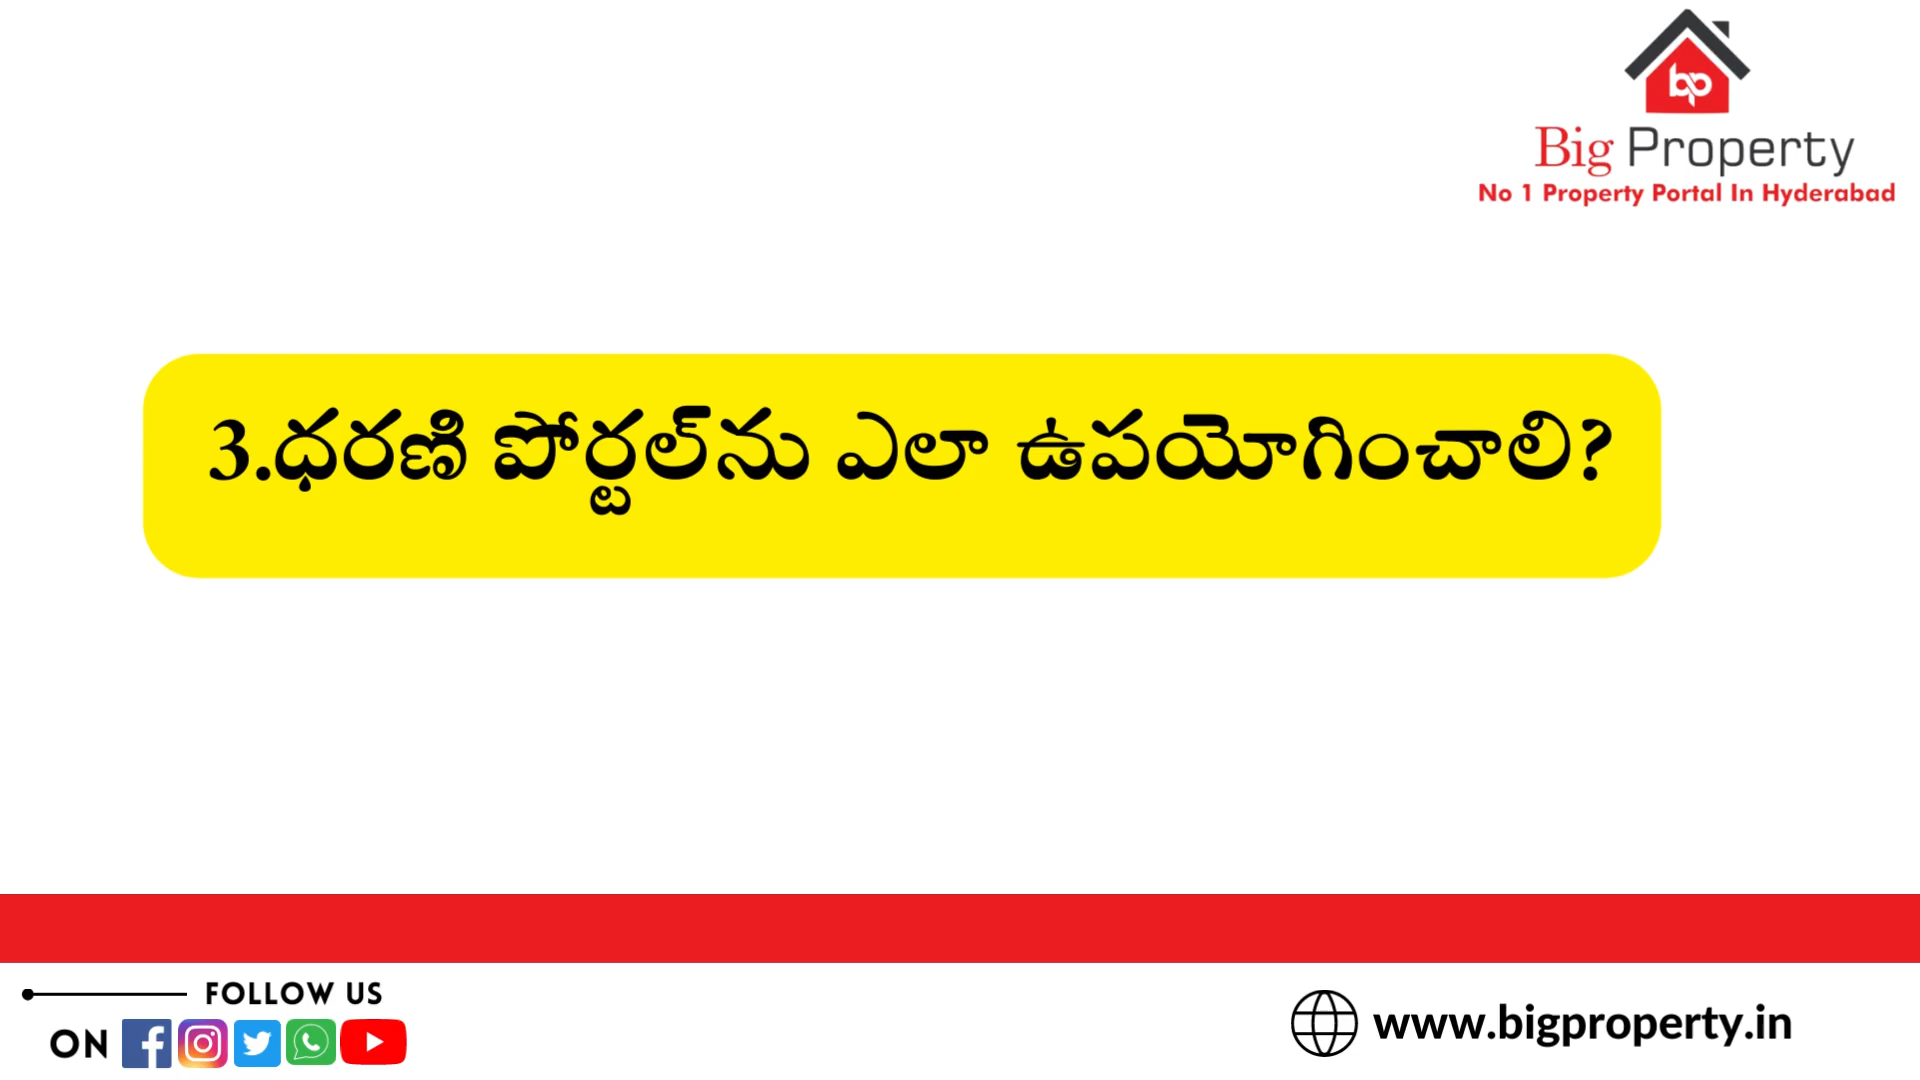 bp
Big Property
No 1 Property Portal In Hyderabad
3.ధరణి పోర్టల్‌ను ఎలా ఉపయోగించాలి?
FOLLOW US
ON
www.bigproperty.in